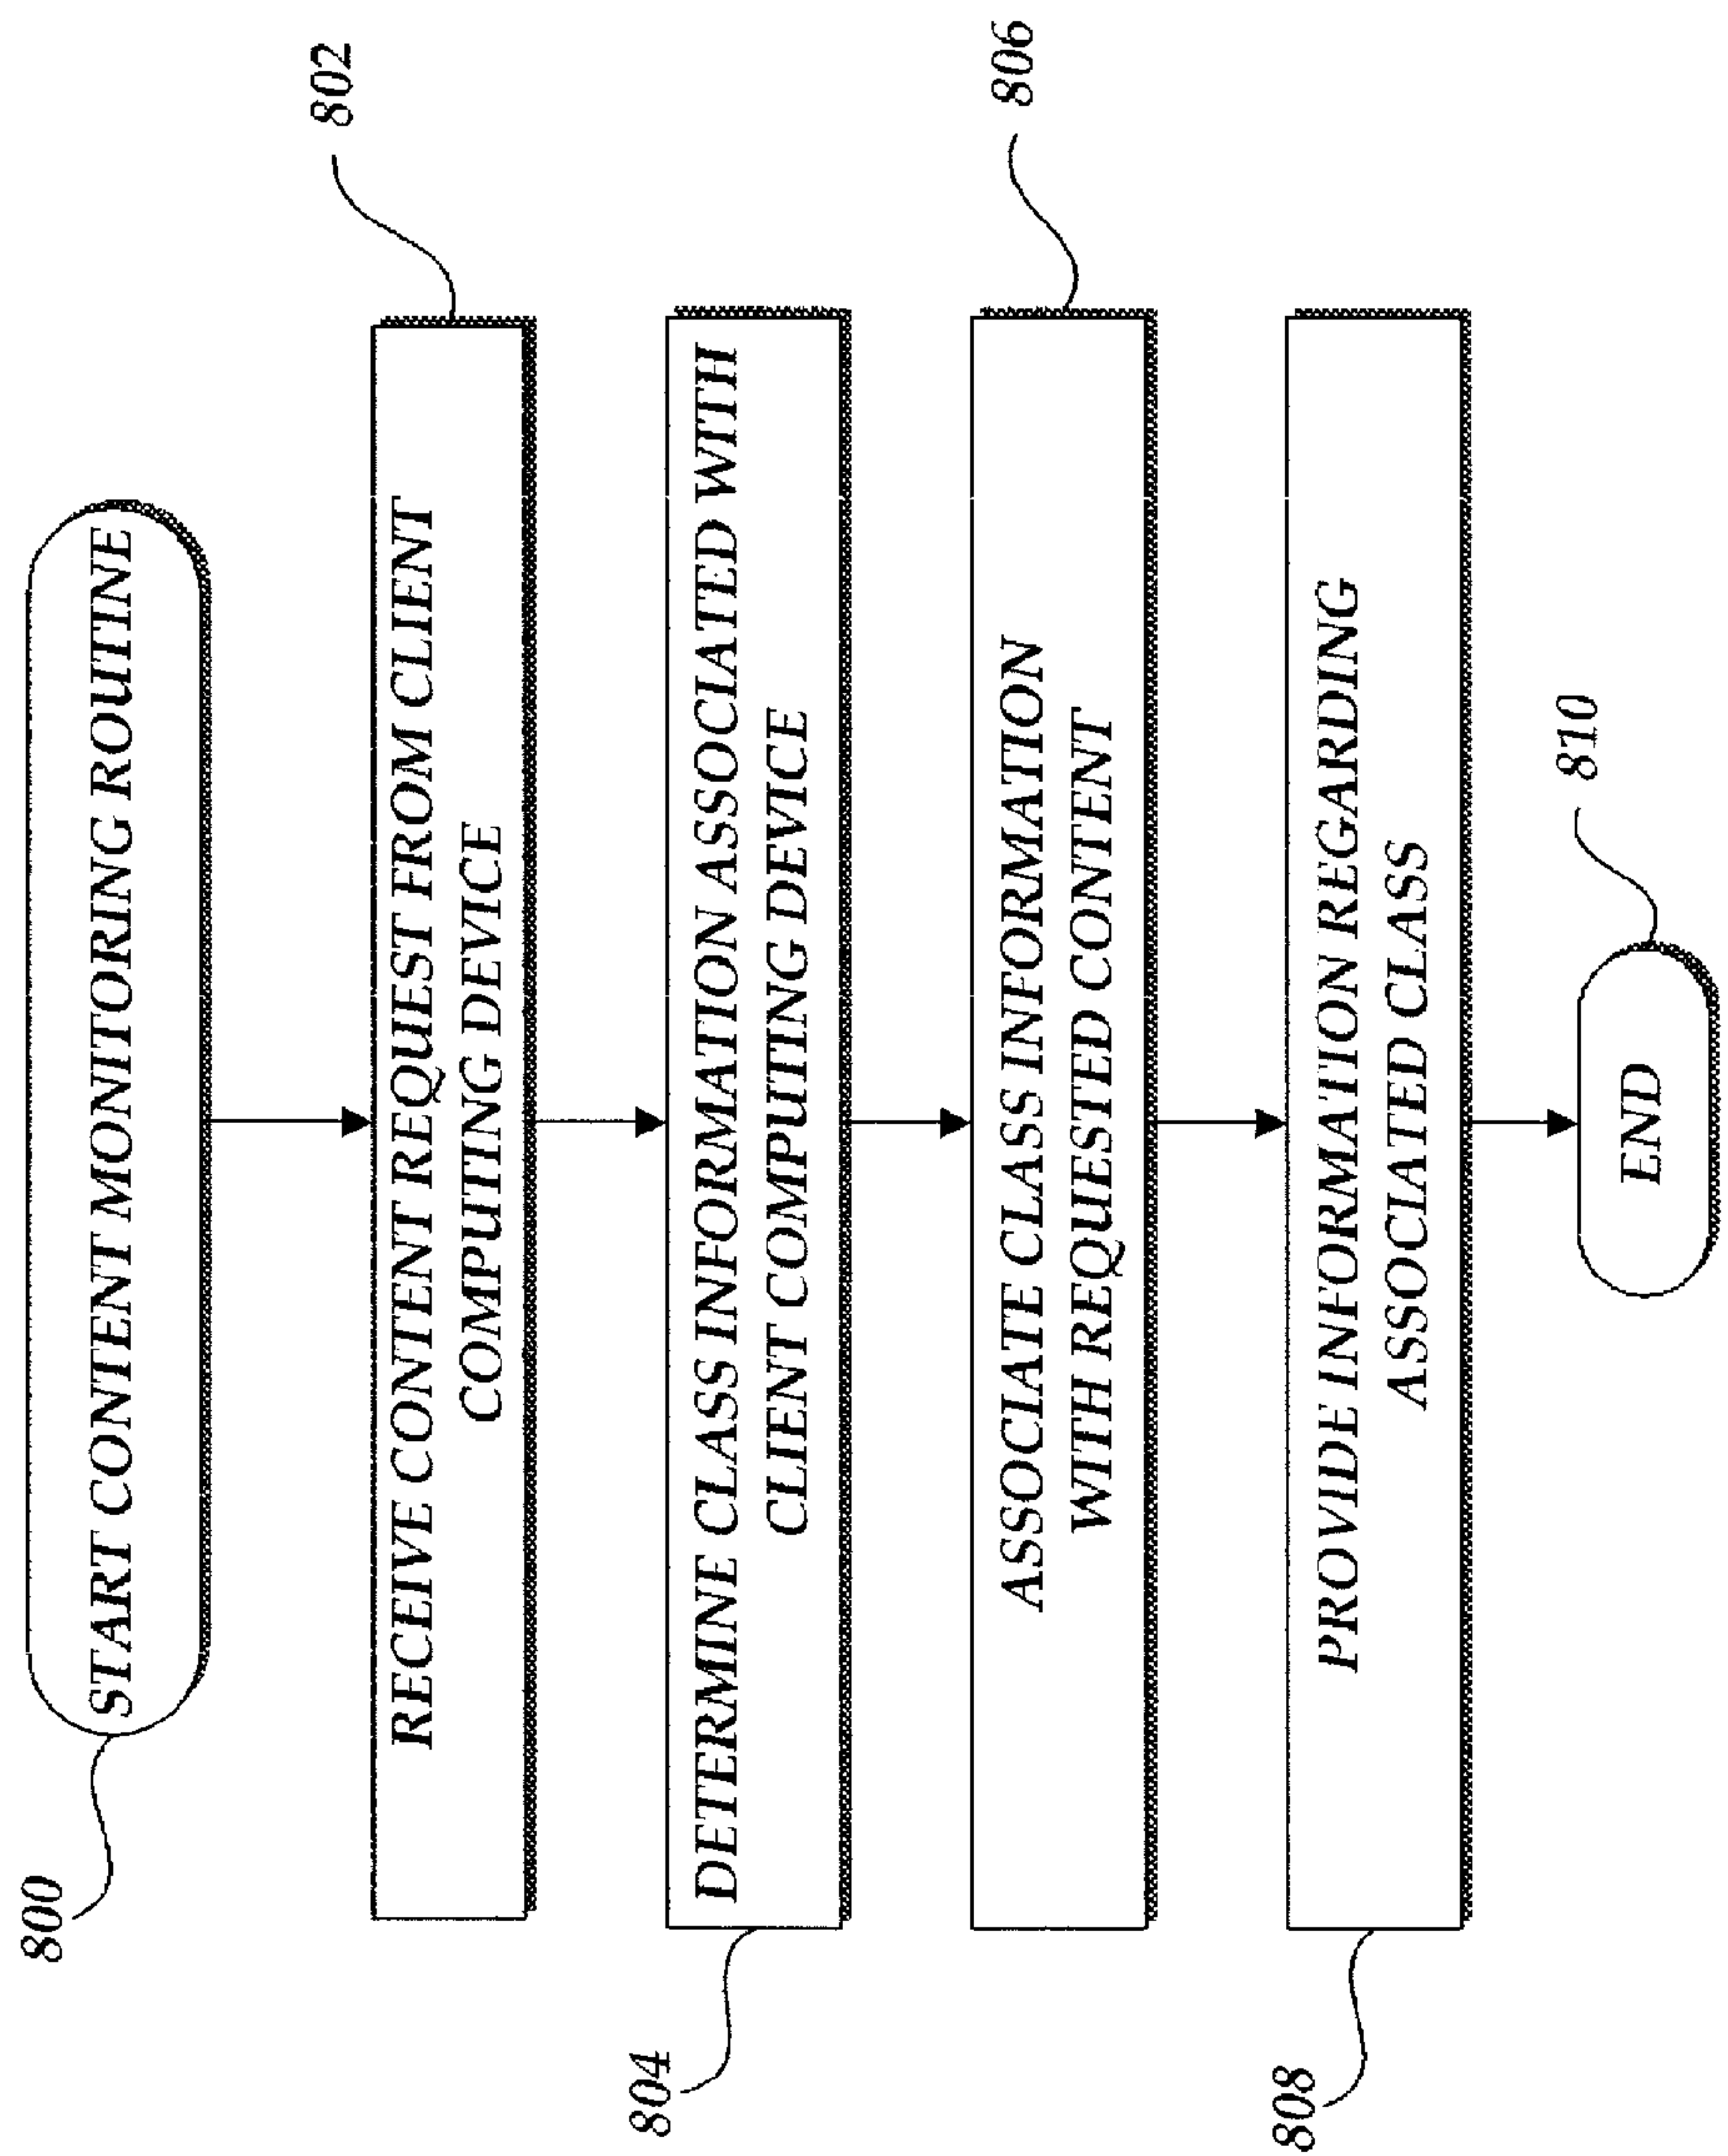 800
START CONTENT MONITORING ROUTINE
802
RECEIVE CONTENT REQUEST FROM CLIENT
COMPUTING DEVICE
804
DETERMINE CLASS INFORMATION ASSOCIATED WITH
CLIENT COMPUTING DEVICE
806
ASSOCIATE CLASS INFORMATION
WITH REQUESTED CONTENT
808
PROVIDE INFORMATION REGARDING
ASSOCIATED CLASS
810
END